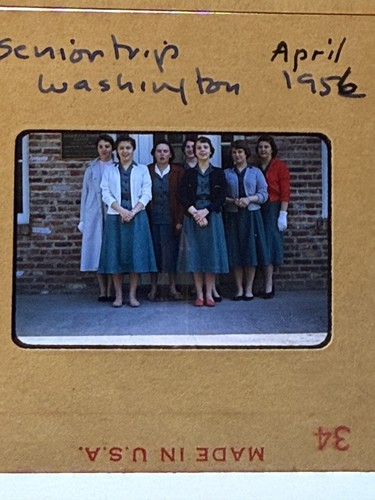 Senior trip April
Washington 1956
MADE IN U.S.A.
34